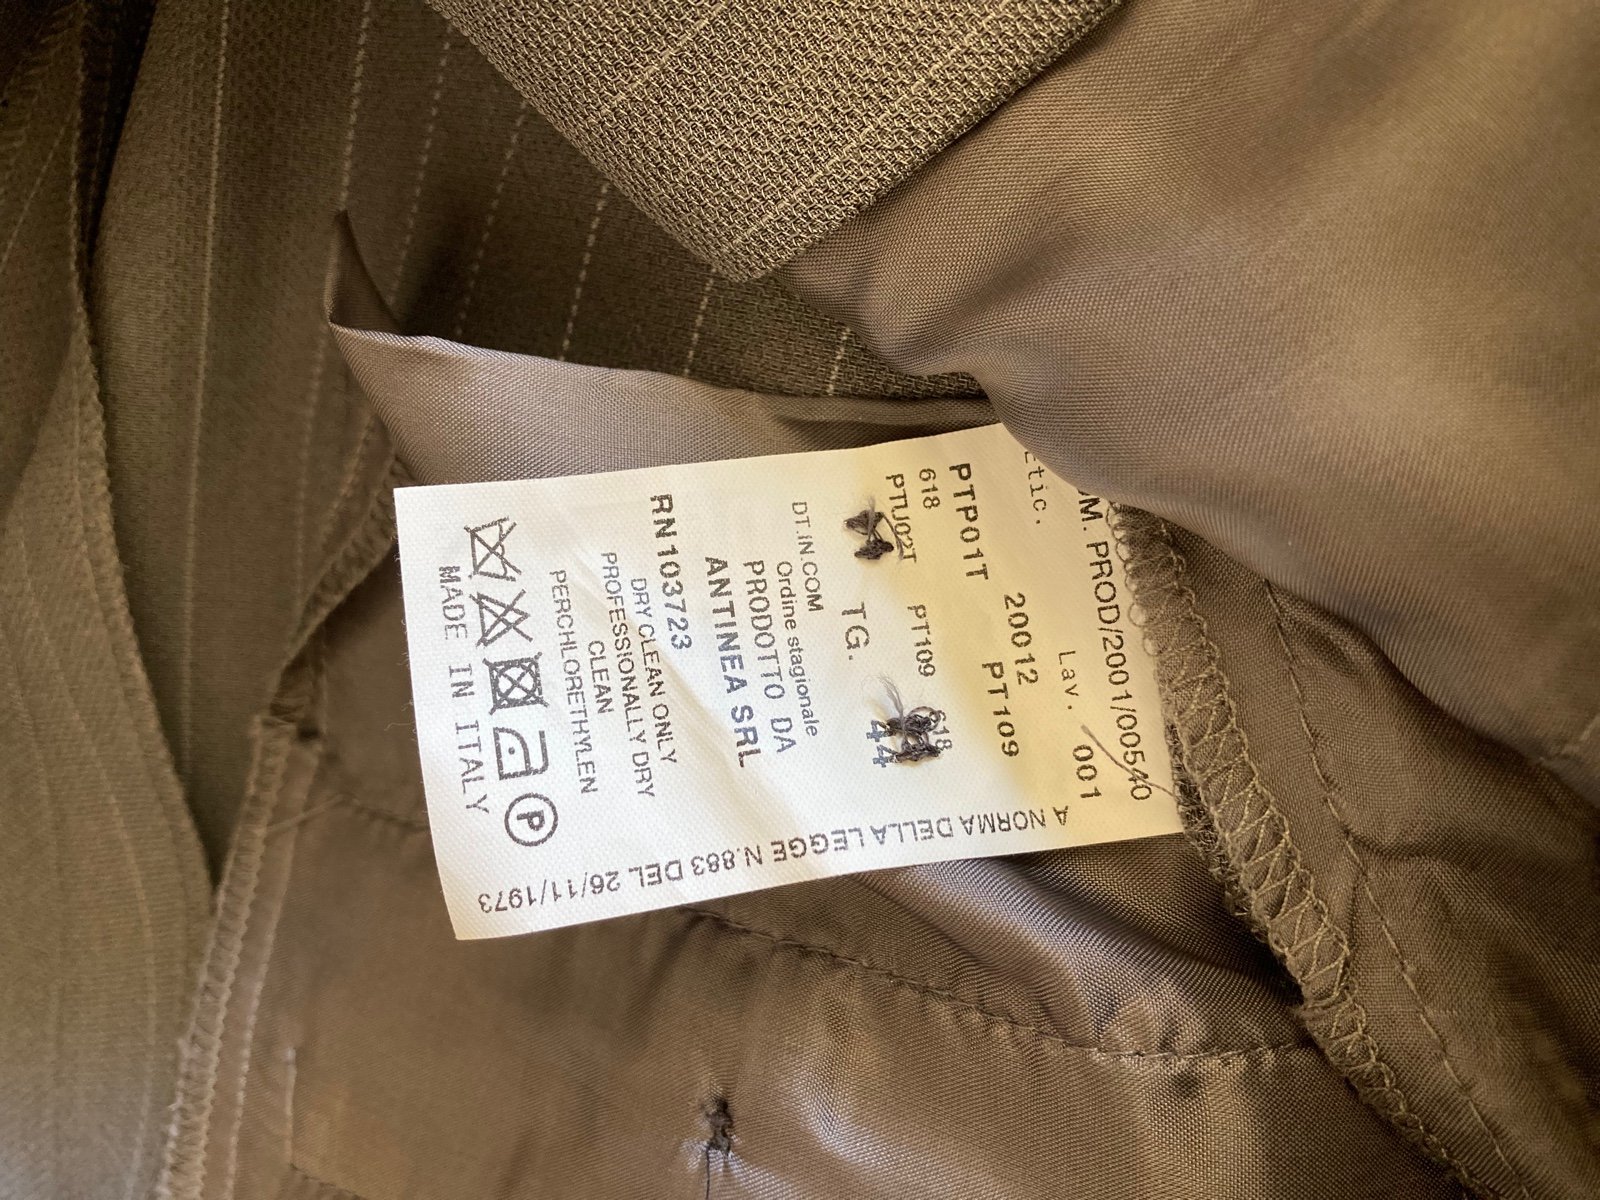 M. PROD/2001/00540
Etic. Lav. 001
20012
PTP01T PT109
618
PTU02T PT109 618
TG. 44
DT.IN.COM
Ordine stagionale
PRODOTTO DA
ANTINEA SRL
RN103723
DRY CLEAN ONLY
PROFESSIONALLY DRY
CLEAN
PERCHLORETHYLEN
P
MADE IN ITALY
A NORMA DELLA LEGGE N.883 DEL 26/11/1973